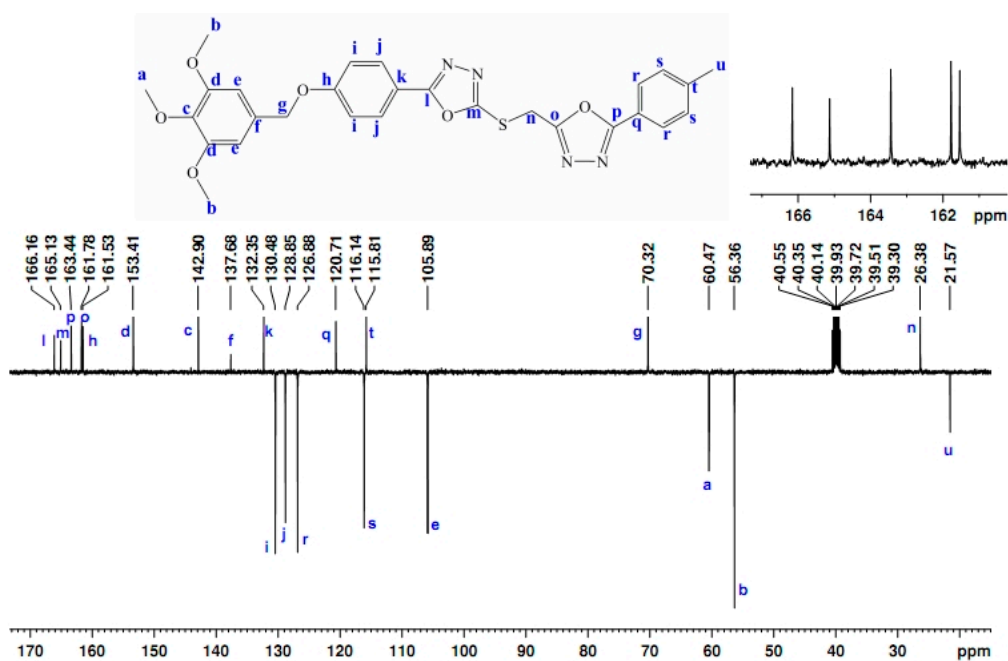 b
O
a
d
e
O
c
g
O
f
d
e
O
b
h
i
j
i
j
k
N
N
l
O
m
S
n
o
O
p
N
N
q
r
s
t
u
s
r
166
164
162
ppm
166.16
165.13
163.44
161.78
161.53
153.41
142.90
137.68
132.35
130.48
128.85
126.88
120.71
116.14
115.81
105.89
70.32
60.47
56.36
40.55
40.35
40.14
39.93
39.72
39.51
39.30
26.38
21.57
l
m
p
o
h
d
c
f
k
q
t
g
n
i
j
r
s
e
a
b
u
170
160
150
140
130
120
110
100
90
80
70
60
50
40
30
ppm